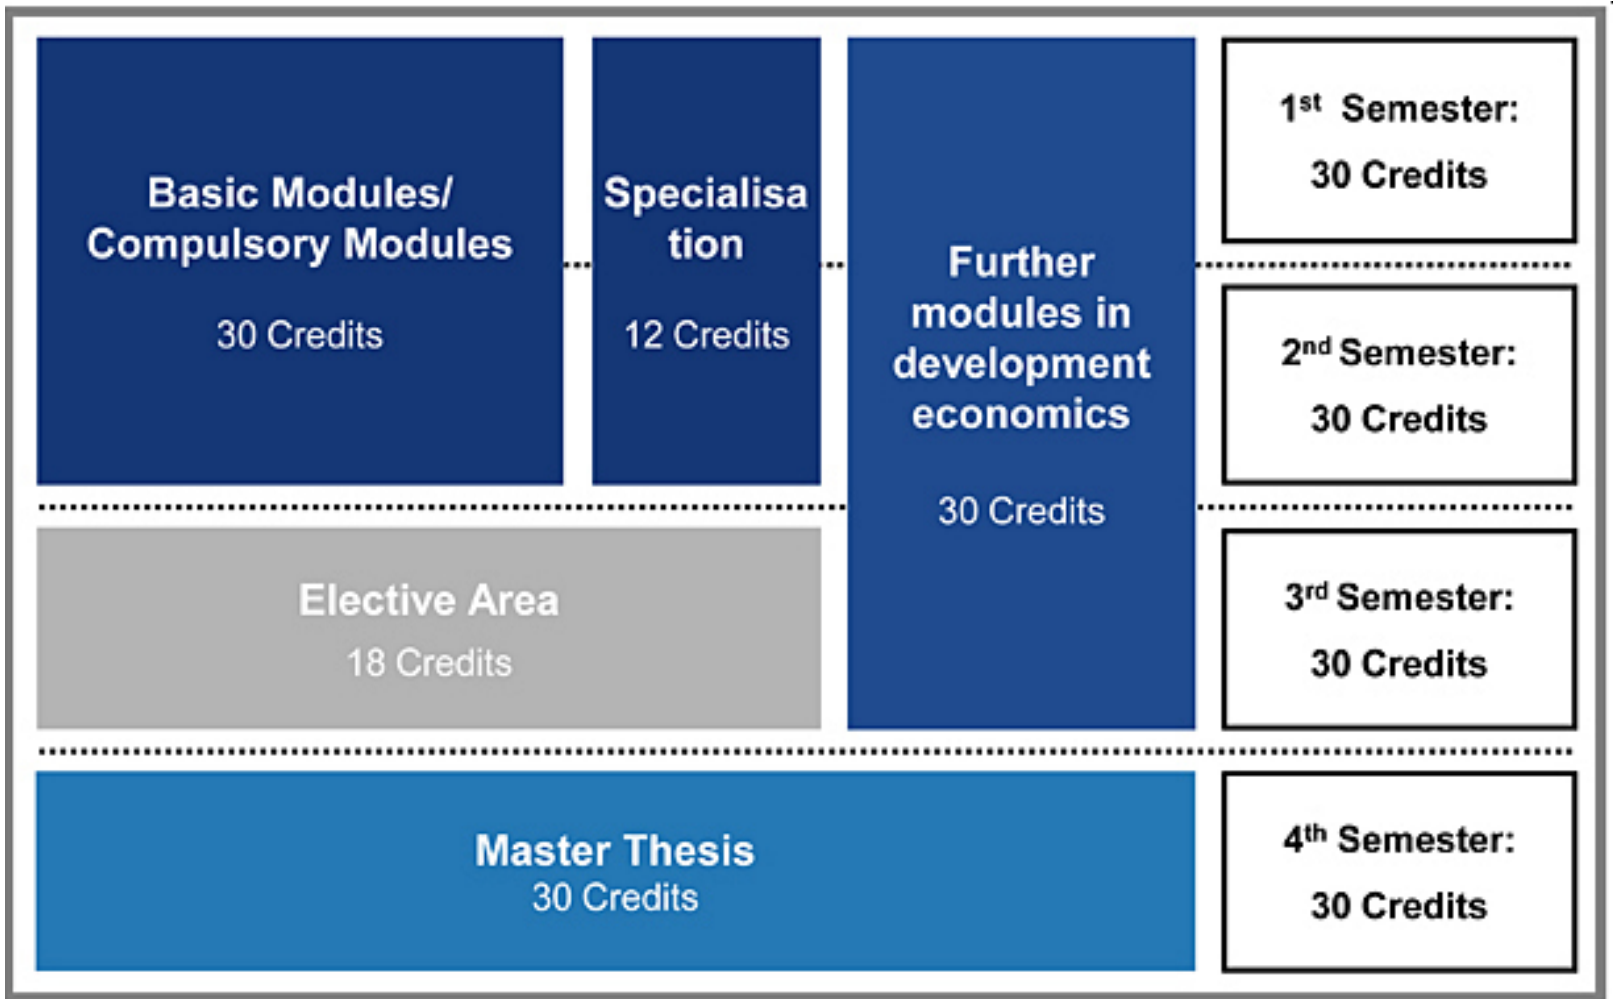 Basic Modules/
Compulsory Modules
30 Credits
Specialisa
tion
12 Credits
Further
modules in
development
economics
30 Credits
1st Semester:
30 Credits
2nd Semester:
30 Credits
Elective Area
18 Credits
3rd Semester:
30 Credits
Master Thesis
30 Credits
4th Semester:
30 Credits